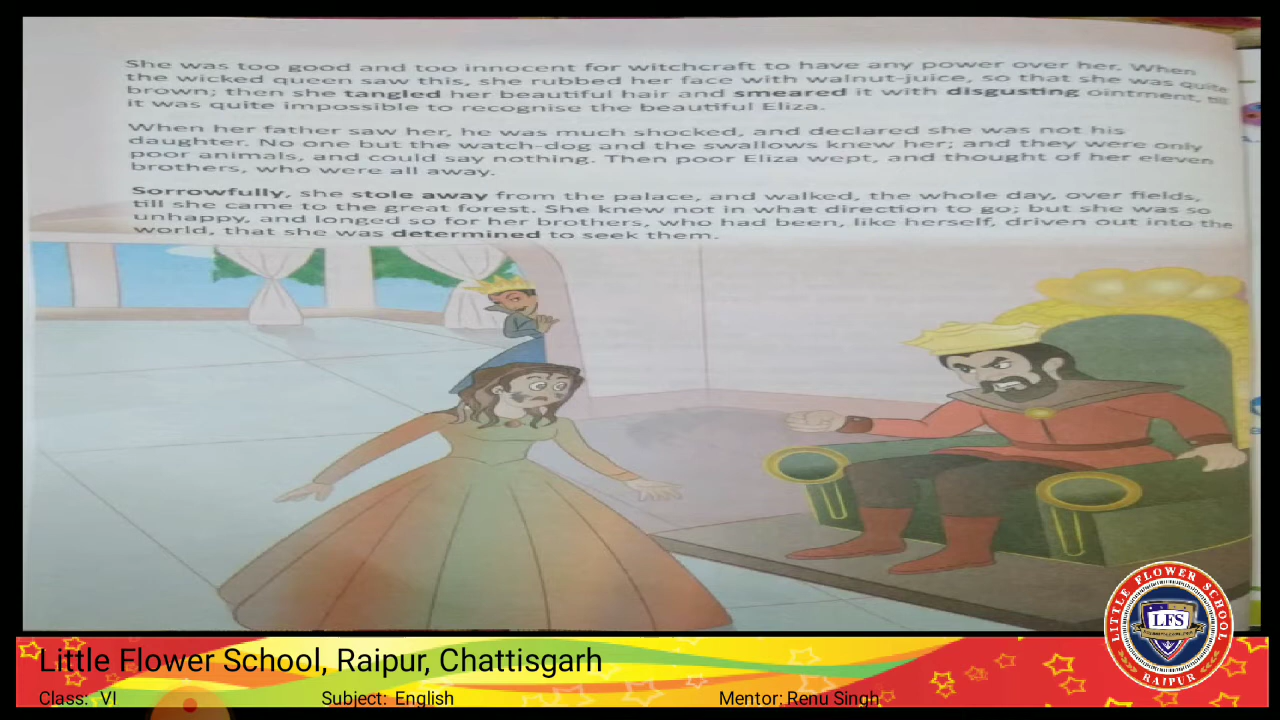 She was too good and too innocent for witchcraft to have any power over her. When
the wicked queen saw this, she rubbed her face with walnut-juice, so that she was quite
brown; then she tangled her beautiful hair and smeared it with disgusting ointment, till
it was quite impossible to recognise the beautiful Eliza.
When her father saw her, he was much shocked, and declared she was not his
daughter. No one but the watch-dog and the swallows knew her; and they were only
poor animals, and could say nothing. Then poor Eliza wept, and thought of her eleven
brothers, who were all away.
Sorrowfully, she stole away from the palace, and walked, the whole day, over fields,
till she came to the great forest. She knew not in what direction to go; but she was so
unhappy, and longed so for her brothers, who had been, like herself, driven out into the
world, that she was determined to seek them.
LITTLE FLOWER SCHOOL
LFS
RAIPUR
Little Flower School, Raipur, Chattisgarh
Class: VI Subject: English Mentor: Renu Singh